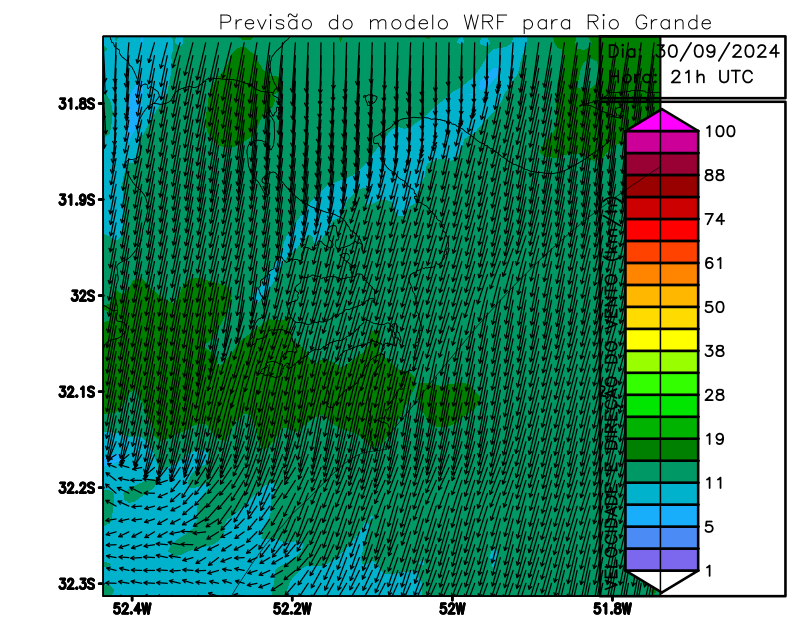 Previsão do modelo WRF para Rio Grande
Dia: 30/09/2024
Hora: 21h UTC
31.8S
31.9S
32S
32.1S
32.2S
32.3S
52.4W
52.2W
52W
51.8W
VELOCIDADE E DIREÇÃO DO VENTO (km/h)
100
88
74
61
50
38
28
19
11
5
1